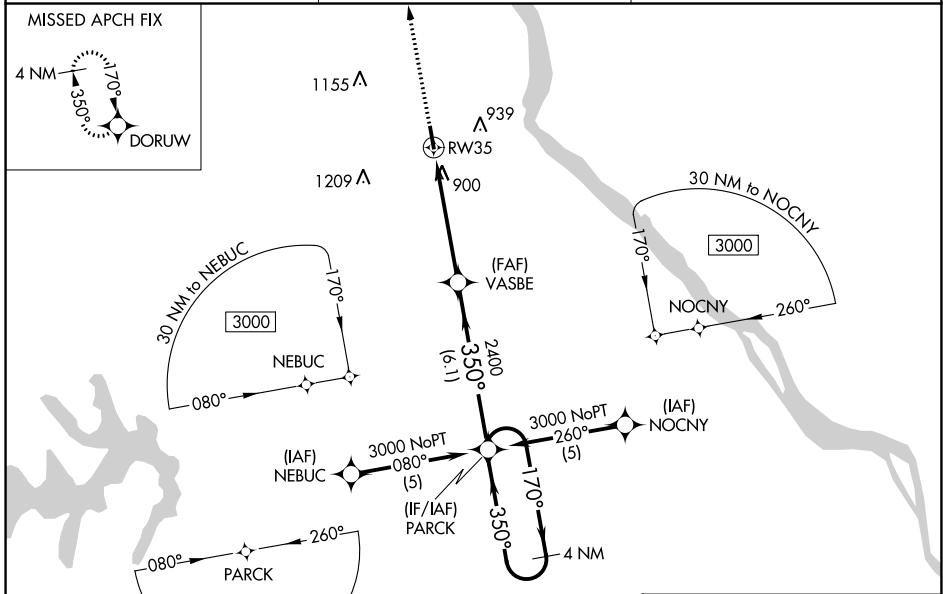 MISSED APCH FIX
4 NM
170°
350°
DORUW
1155
939
RW35
1209
900
30 NM to NOCNY
170°
3000
NOCNY
260°
(FAF)
VASBE
30 NM to NEBUC
170°
3000
NEBUC
080°
2400
350°
(6.1)
(IAF)
NEBUC
3000 NoPT
080°
(5)
3000 NoPT
260°
(5)
(IAF)
NOCNY
(IF/IAF)
PARCK
170°
350°
4 NM
080°
260°
PARCK